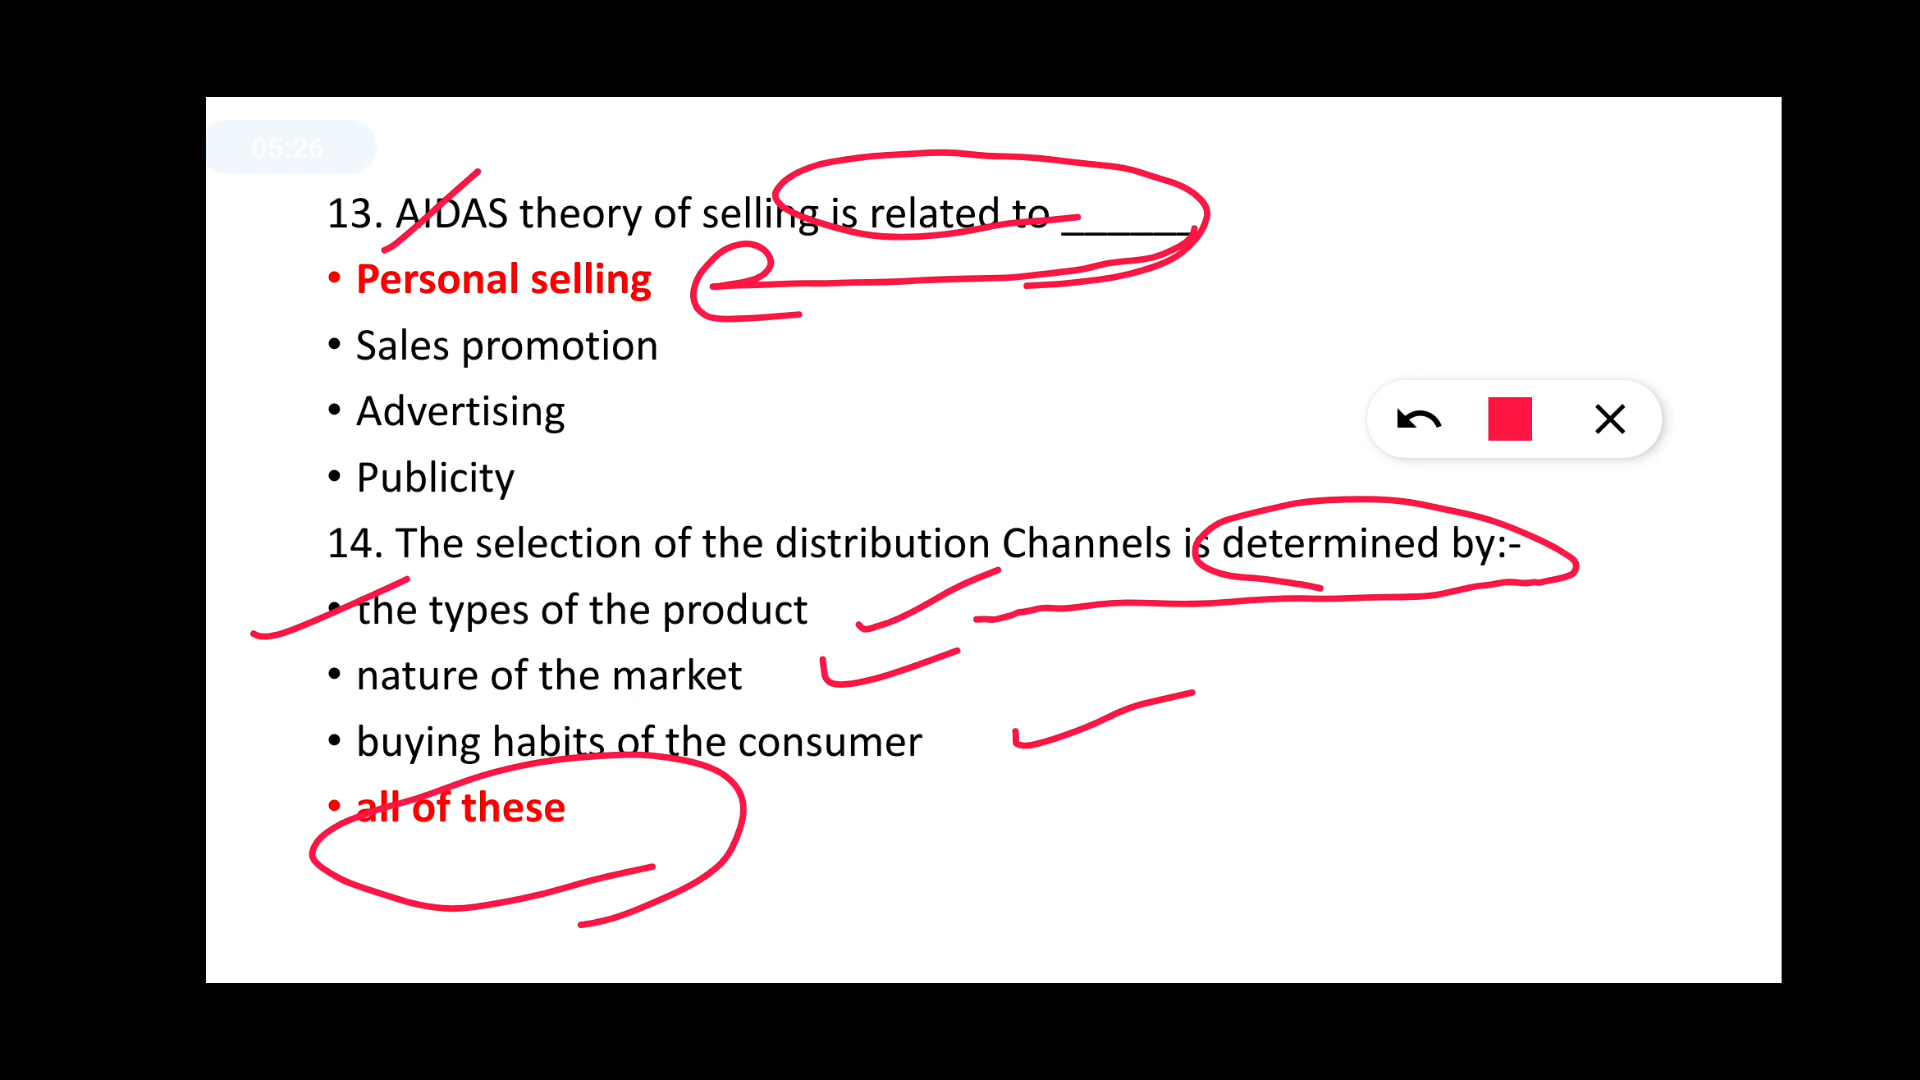 05:26
13. AIDAS theory of selling is related to ______
• Personal selling
• Sales promotion
• Advertising
• Publicity
14. The selection of the distribution Channels is determined by:-
• the types of the product
• nature of the market
• buying habits of the consumer
• all of these